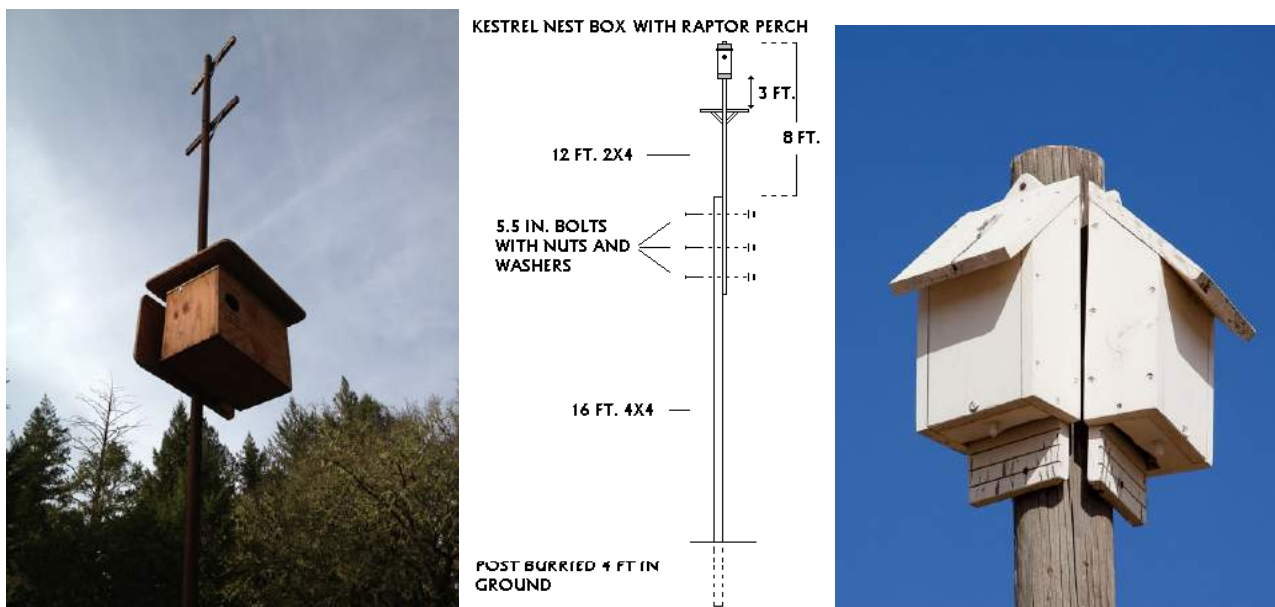 KESTREL NEST BOX WITH RAPTOR PERCH
3 FT.
8 FT.
12 FT. 2X4
5.5 IN. BOLTS
WITH NUTS AND
WASHERS
16 FT. 4X4
POST BURRIED 4 FT IN
GROUND